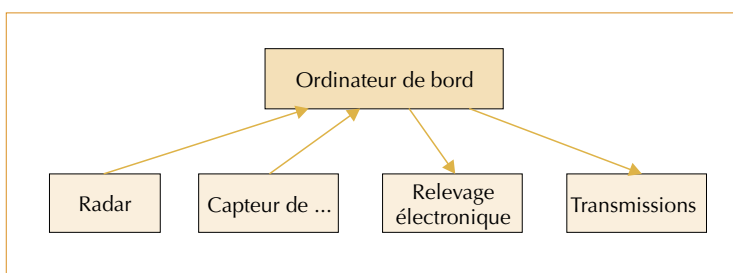 Ordinateur de bord
Radar
Capteur de ...
Relevage
électronique
Transmissions